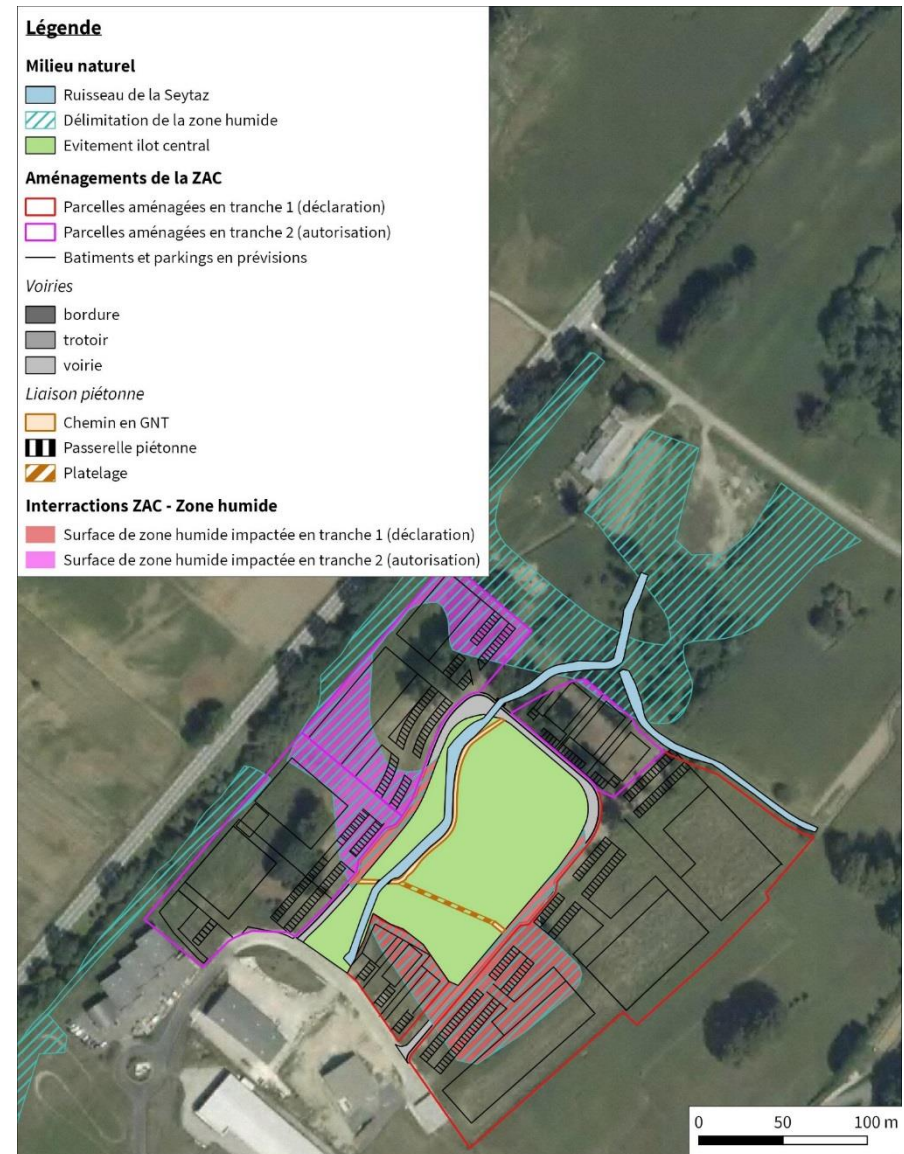 Légende
Milieu naturel
Ruisseau de la Seytaz
Délimitation de la zone humide
Evitement ilot central
Aménagements de la ZAC
Parcelles aménagées en tranche 1 (déclaration)
Parcelles aménagées en tranche 2 (autorisation)
Batiments et parkings en prévisions
Voiries
bordure
trotoir
voirie
Liaison piétonne
Chemin en GNT
Passerelle piétonne
Platelage
Interractions ZAC - Zone humide
Surface de zone humide impactée en tranche 1 (déclaration)
Surface de zone humide impactée en tranche 2 (autorisation)
0 50 100 m